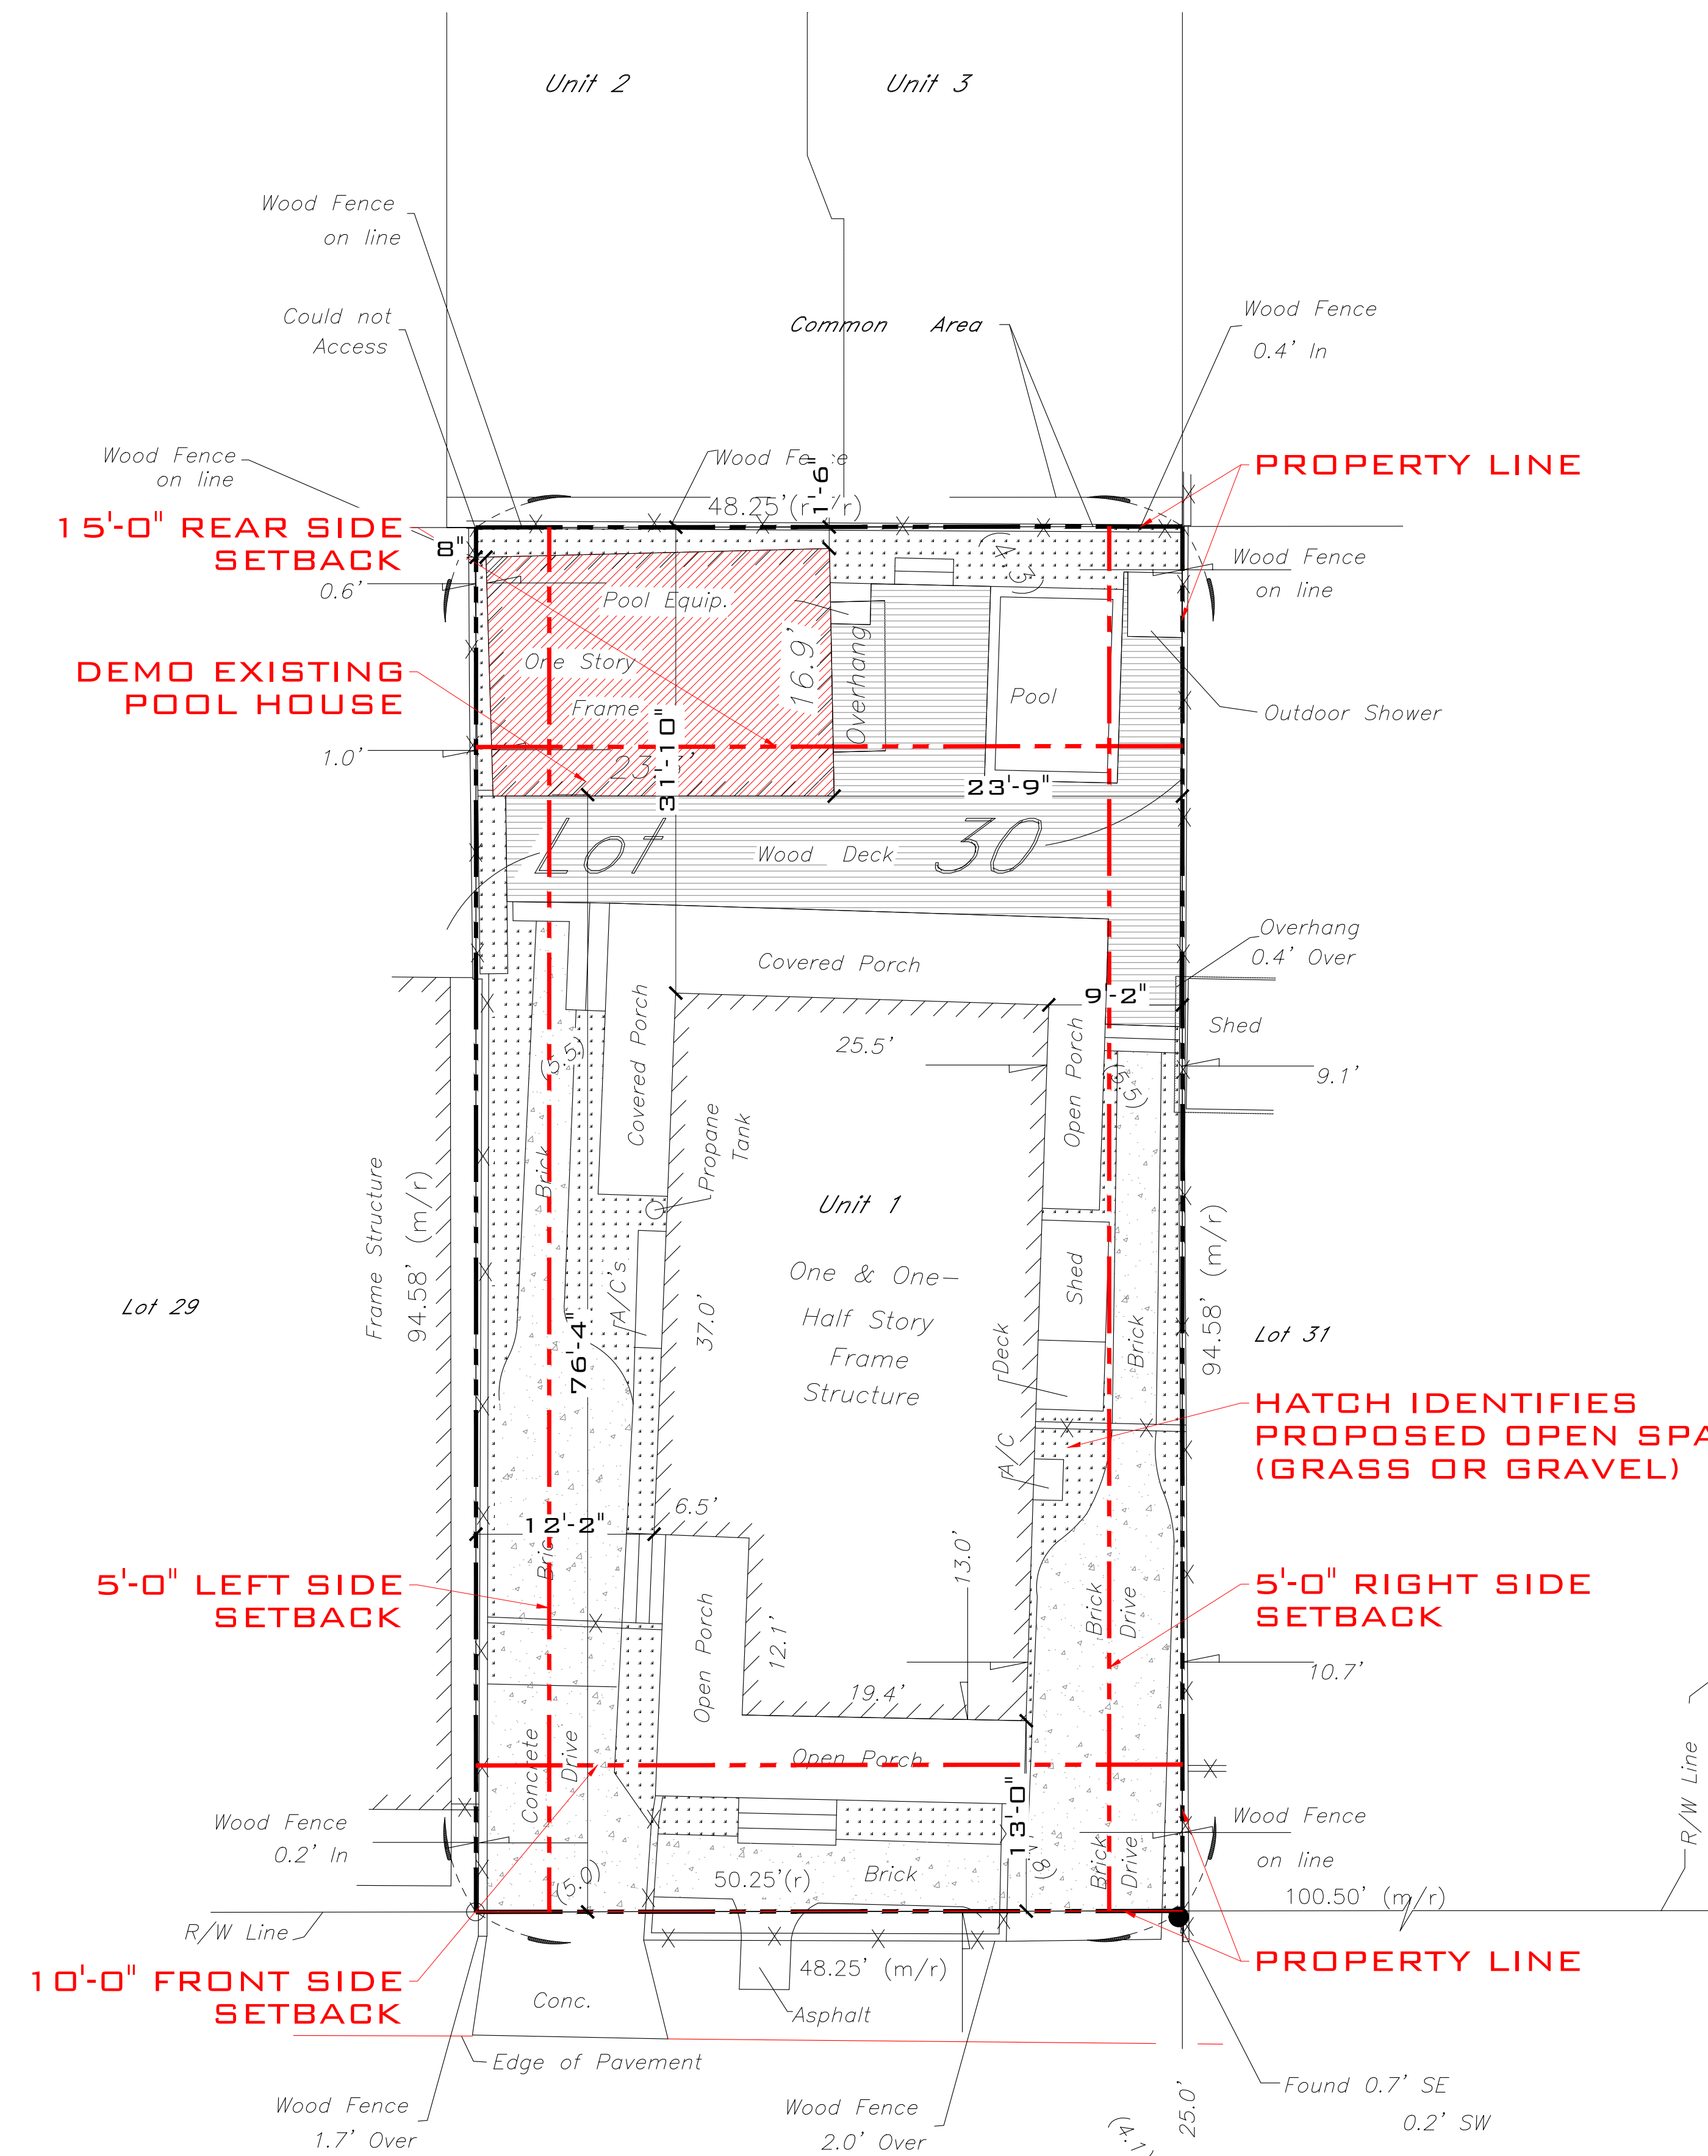 Unit 2
Unit 3
Wood Fence
on line
Could not
Access
Common Area
Wood Fence
0.4' In
Wood Fence
on line
Wood Fe
48.25'(r /r)
1'-6"
PROPERTY LINE
15'-0" REAR SIDE
SETBACK
8"
0.6'
Wood Fence
on line
(4.3)
Pool Equip.
One Story
Frame
16.9'
Overhang
Pool
Outdoor Shower
DEMO EXISTING
POOL HOUSE
1.0'
31'-10"
23'-9"
Lot 30
Wood Deck
Overhang
0.4' Over
Covered Porch
Covered Porch
9'-2"
Shed
25.5'
Open Porch
9.1'
(5.5)
Propane
Tank
Brick
Frame Structure
94.58' (m/r)
Unit 1
One & One-
Half Story
Frame
Structure
Shed
Brick
94.58' (m/r)
Lot 29
Lot 31
A/C's
37.0'
76'-4"
Deck
A/C
HATCH IDENTIFIES
PROPOSED OPEN SPA
(GRASS OR GRAVEL)
12'-2"
6.5'
13.0'
5'-0" LEFT SIDE
SETBACK
5'-0" RIGHT SIDE
SETBACK
Brick
Drive
Open Porch
12.1'
19.4'
10.7'
Concrete
Drive
Open Porch
13'-0"
R/W Line
Wood Fence
0.2' In
Wood Fence
on line
(5.0)
50.25'(r)
Brick
Brick
Drive
100.50' (m/r)
R/W Line
10'-0" FRONT SIDE
SETBACK
48.25' (m/r)
PROPERTY LINE
Conc.
Asphalt
Edge of Pavement
Wood Fence
1.7' Over
Wood Fence
2.0' Over
25.0'
Found 0.7' SE
0.2' SW